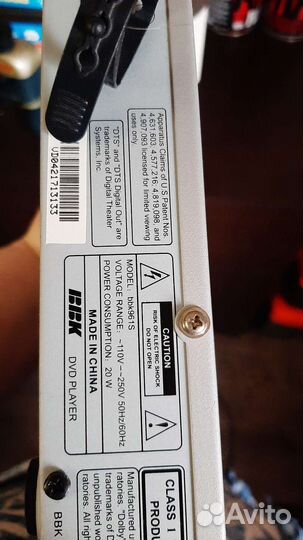 Apparatus Claims of U.S. Patent Nos.
4,631,603, 4,577,216, 4,819,098, and
4,907,093 licensed for limited viewing
uses only.
"DTS" and "DTS Digital Out" are
trademarks of Digital Theater
Systems, Inc.
VD0421713133
CAUTION
RISK OF ELECTRIC SHOCK
DO NOT OPEN
MODEL: bbk961S
VOLTAGE RANGE: ~110V—~250V 50Hz/60Hz
POWER CONSUMPTION: 20 W
MADE IN CHINA
BBK
DVD PLAYER
CLASS 1
PRODU
Manufactured u
ratories. "Dolby
trademarks of D
unpublished wo
ratories. All righ
BBK
Avito